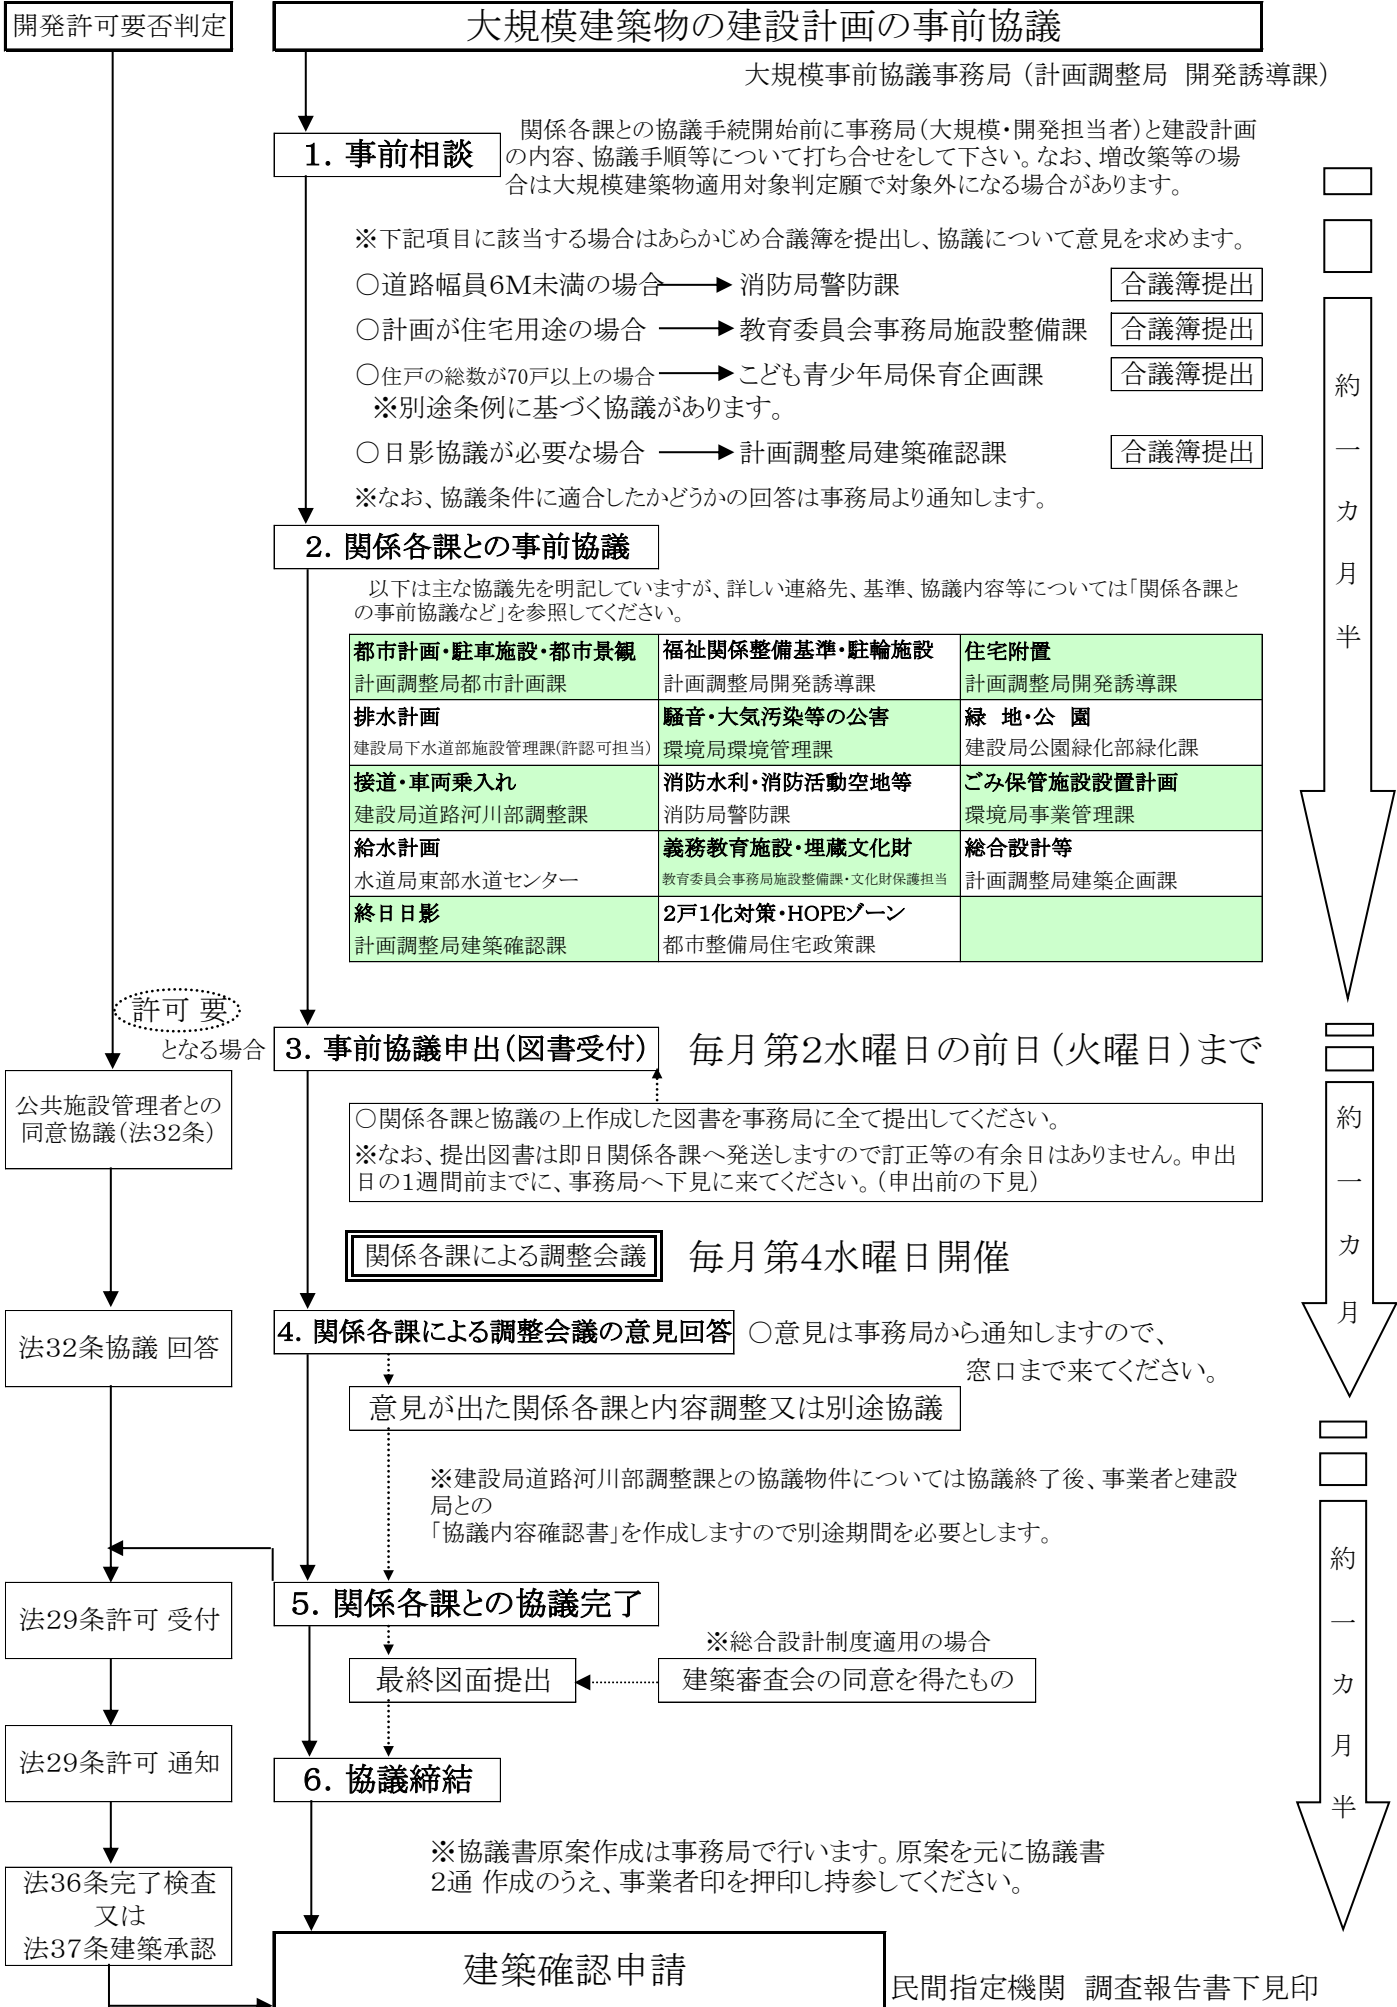 開発許可要否判定
大規模建築物の建設計画の事前協議
大規模事前協議事務局（計画調整局　開発誘導課）
1. 事前相談
関係各課との協議手続開始前に事務局（大規模・開発担当者）と建設計画
の内容、協議手順等について打ち合せをして下さい。なお、増改築等の場
合は大規模建築物適用対象判定願で対象外になる場合があります。
※下記項目に該当する場合はあらかじめ合議簿を提出し、協議について意見を求めます。
○道路幅員6M未満の場合 消防局警防課 合議簿提出
○計画が住宅用途の場合 教育委員会事務局施設整備課 合議簿提出
○住戸の総数が70戸以上の場合 こども青少年局保育企画課 合議簿提出
※別途条例に基づく協議があります。
○日影協議が必要な場合 計画調整局建築確認課 合議簿提出
※なお、協議条件に適合したかどうかの回答は事務局より通知します。
2. 関係各課との事前協議
以下は主な協議先を明記していますが、詳しい連絡先、基準、協議内容等については「関係各課と
の事前協議など」を参照してください。
都市計画・駐車施設・都市景観 福祉関係整備基準・駐輪施設 住宅附置
計画調整局都市計画課 計画調整局開発誘導課 計画調整局開発誘導課
排水計画 騒音・大気汚染等の公害 緑　地・公　園
建設局下水道部施設管理課(許認可担当) 環境局環境管理課 建設局公園緑化部緑化課
接道・車両乗入れ 消防水利・消防活動空地等 ごみ保管施設設置計画
建設局道路河川部調整課 消防局警防課 環境局事業管理課
給水計画 義務教育施設・埋蔵文化財 総合設計等
水道局東部水道センター 教育委員会事務局施設整備課・文化財保護担当 計画調整局建築企画課
終日日影 2戸1化対策・HOPEゾーン
計画調整局建築確認課 都市整備局住宅政策課
約一カ月半
許可 要
となる場合
3. 事前協議申出（図書受付） 毎月第2水曜日の前日（火曜日）まで
公共施設管理者との
同意協議（法32条）
○関係各課と協議の上作成した図書を事務局に全て提出してください。
※なお、提出図書は即日関係各課へ発送しますので訂正等の有余日はありません。申出
日の1週間前までに、事務局へ下見に来てください。（申出前の下見）
関係各課による調整会議 毎月第4水曜日開催
約一カ月
法32条協議 回答
4. 関係各課による調整会議の意見回答 ○意見は事務局から通知しますので、
窓口まで来てください。
意見が出た関係各課と内容調整又は別途協議
※建設局道路河川部調整課との協議物件については協議終了後、事業者と建設
局との
「協議内容確認書」を作成しますので別途期間を必要とします。
法29条許可 受付
5. 関係各課との協議完了
※総合設計制度適用の場合
最終図面提出 建築審査会の同意を得たもの
約一カ月半
法29条許可 通知
6. 協議締結
※協議書原案作成は事務局で行います。原案を元に協議書
2通 作成のうえ、事業者印を押印し持参してください。
法36条完了検査
又は
法37条建築承認
建築確認申請
民間指定機関 調査報告書下見印